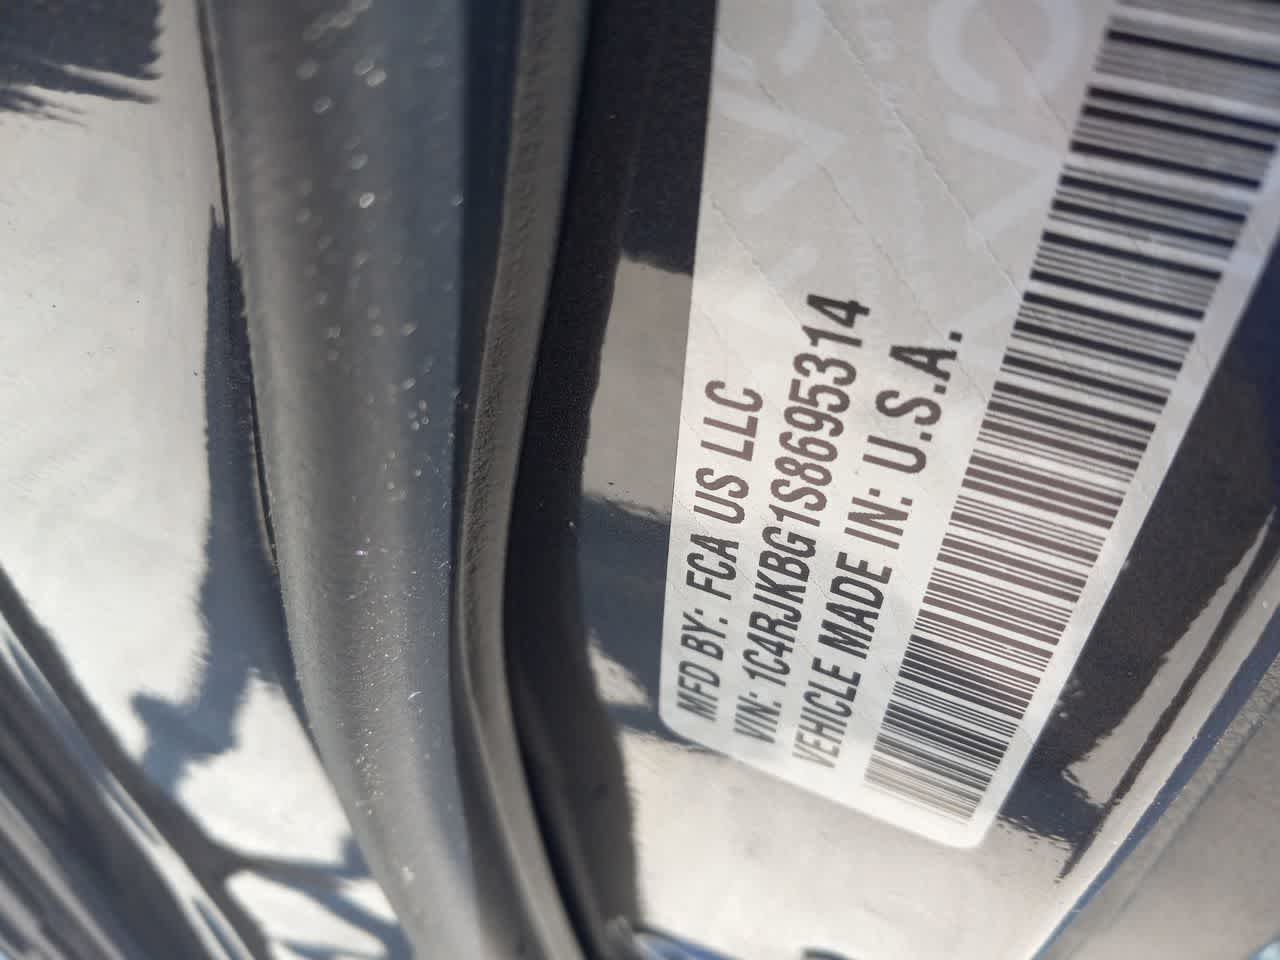 MFD BY: FCA US LLC
VIN: 1C4RJKBG1S8695314
VEHICLE MADE IN: U.S.A.